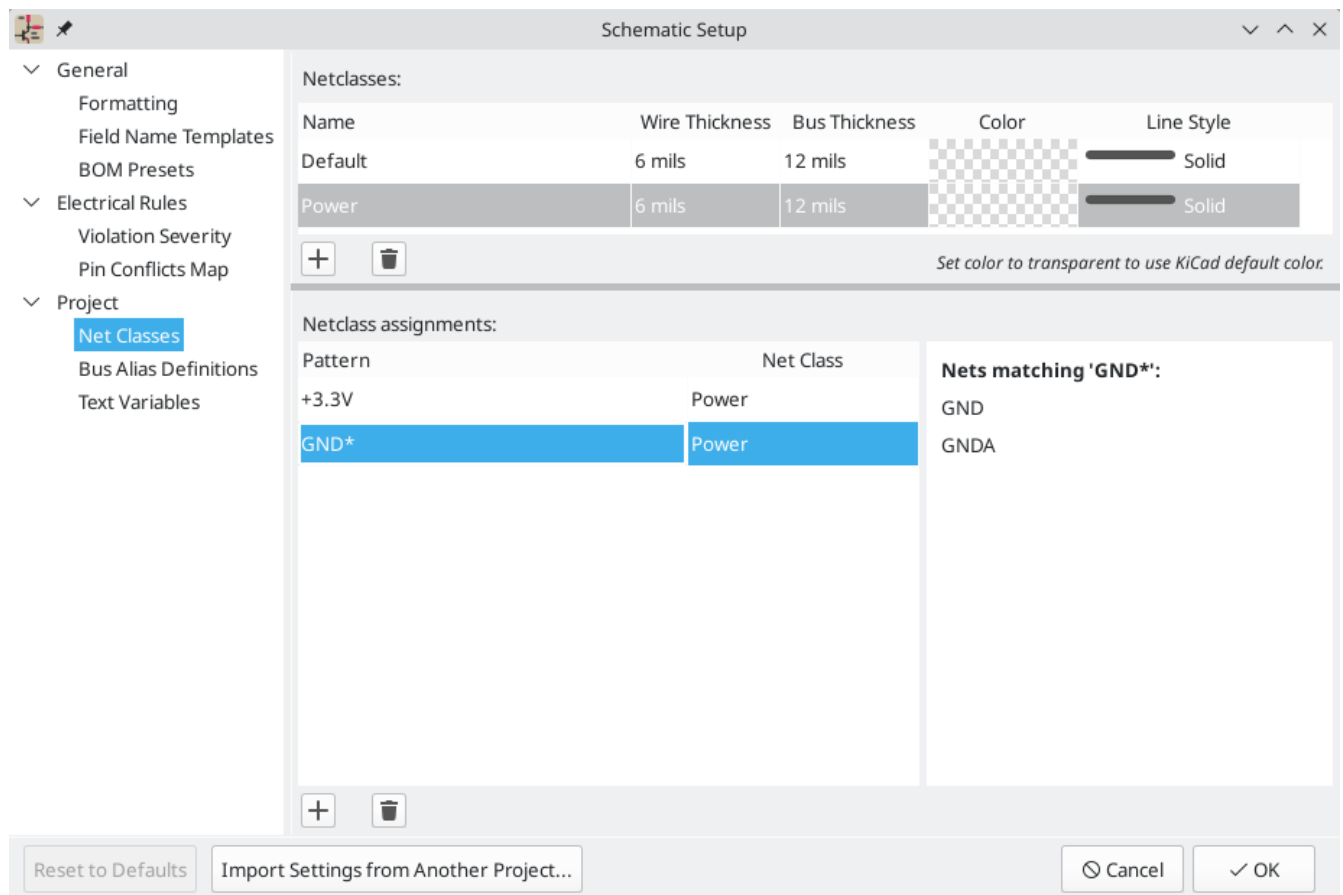 Schematic Setup
General
Formatting
Field Name Templates
BOM Presets
Electrical Rules
Violation Severity
Pin Conflicts Map
Project
Net Classes
Bus Alias Definitions
Text Variables
Netclasses:
Name Wire Thickness Bus Thickness Color Line Style
Default 6 mils 12 mils Solid
Power 6 mils 12 mils Solid
Set color to transparent to use KiCad default color.
Netclass assignments:
Pattern Net Class
+3.3V Power
GND* Power
Nets matching 'GND*':
GND
GNDA
Reset to Defaults Import Settings from Another Project... Cancel OK